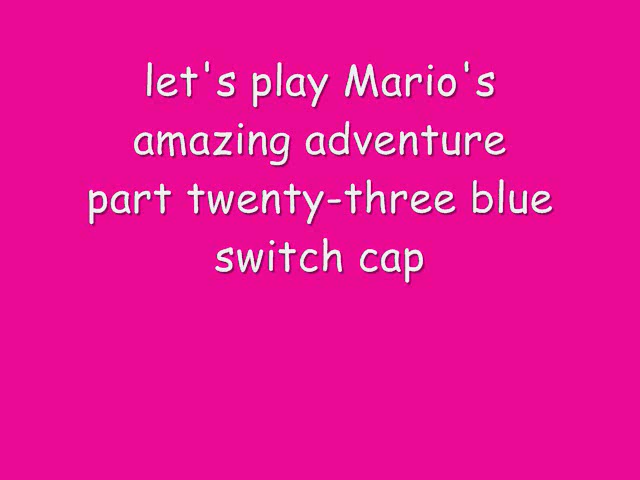 let's play Mario's
amazing adventure
part twenty-three blue
switch cap